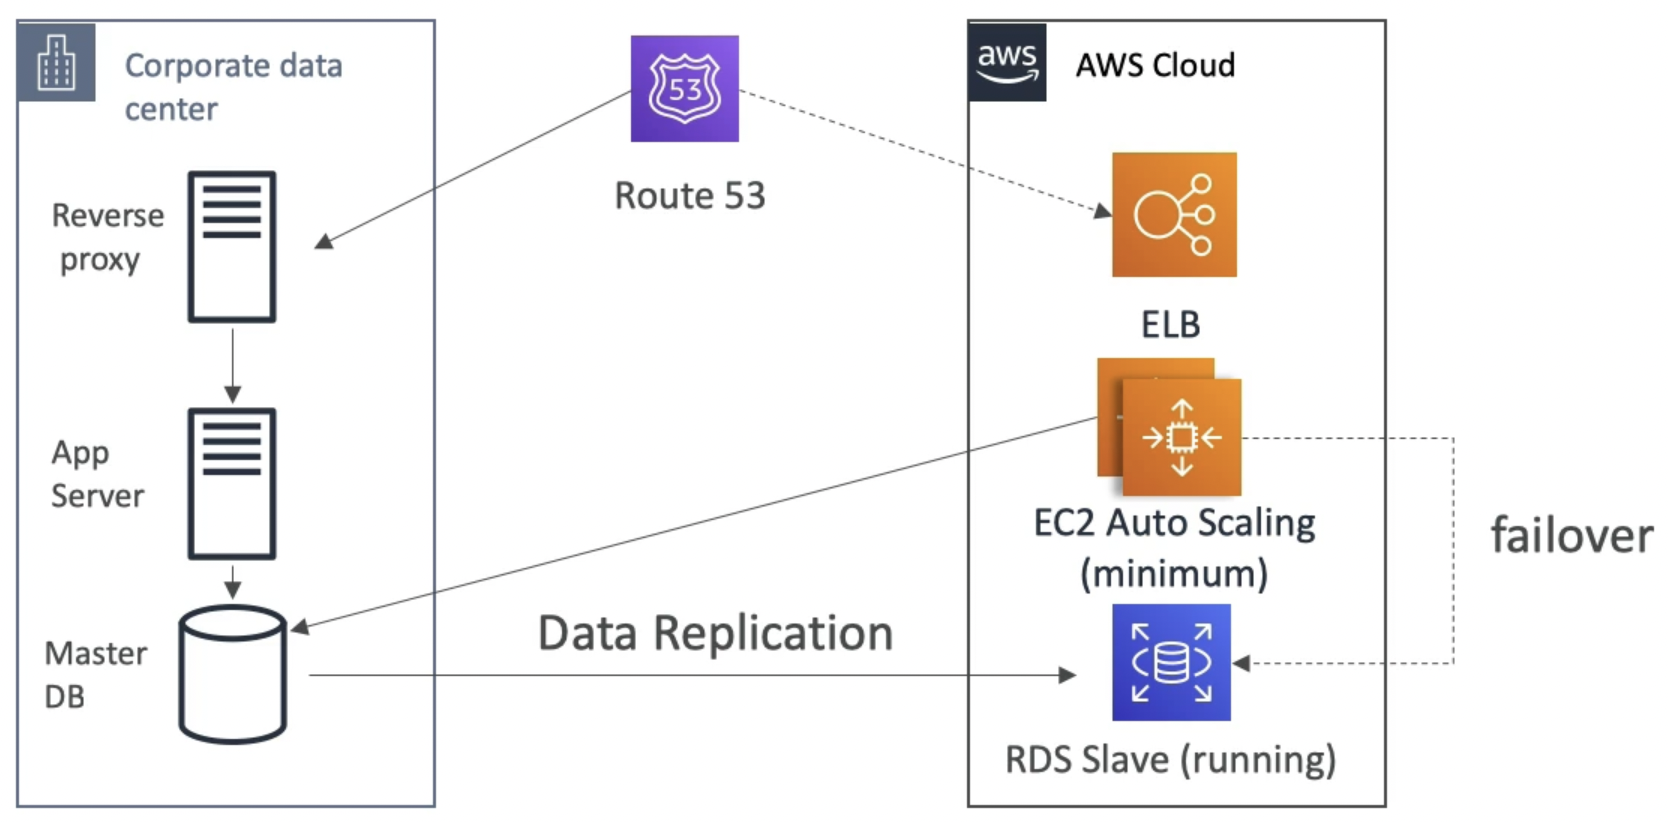 Corporate data
center
53
Route 53
aws
AWS Cloud
Reverse
proxy
ELB
App
Server
EC2 Auto Scaling
(minimum)
failover
Data Replication
Master
DB
RDS Slave (running)